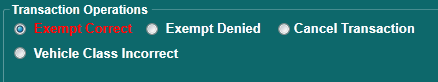 Transaction Operations
Exempt Correct Exempt Denied Cancel Transaction
Vehicle Class Incorrect